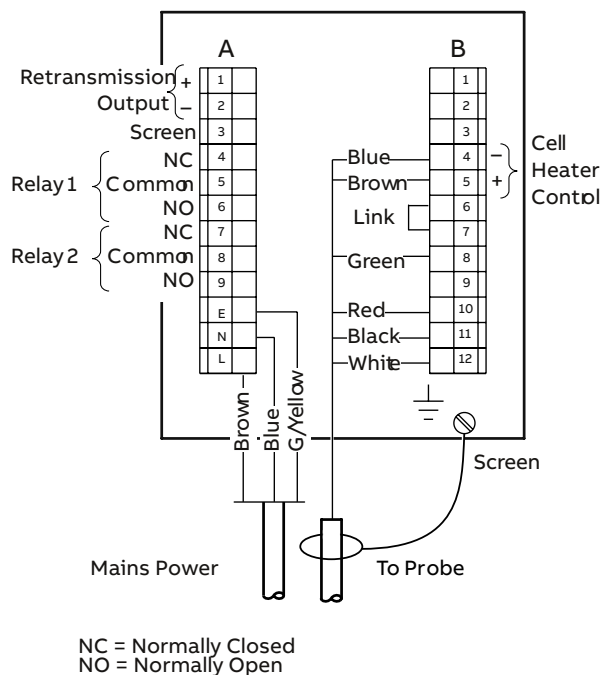 A
B
Retransmission +
Output –
Screen
Relay 1
NC
Common
NO
Relay 2
NC
Common
NO
1
2
3
4
5
6
7
8
9
E
N
L
1
2
3
4
5
6
7
8
9
10
11
12
Blue
Brown
Link
Green
Red
Black
White
–
+
Cell
Heater
Control
Brown
Blue
G/Yellow
Screen
Mains Power
To Probe
NC = Normally Closed
NO = Normally Open